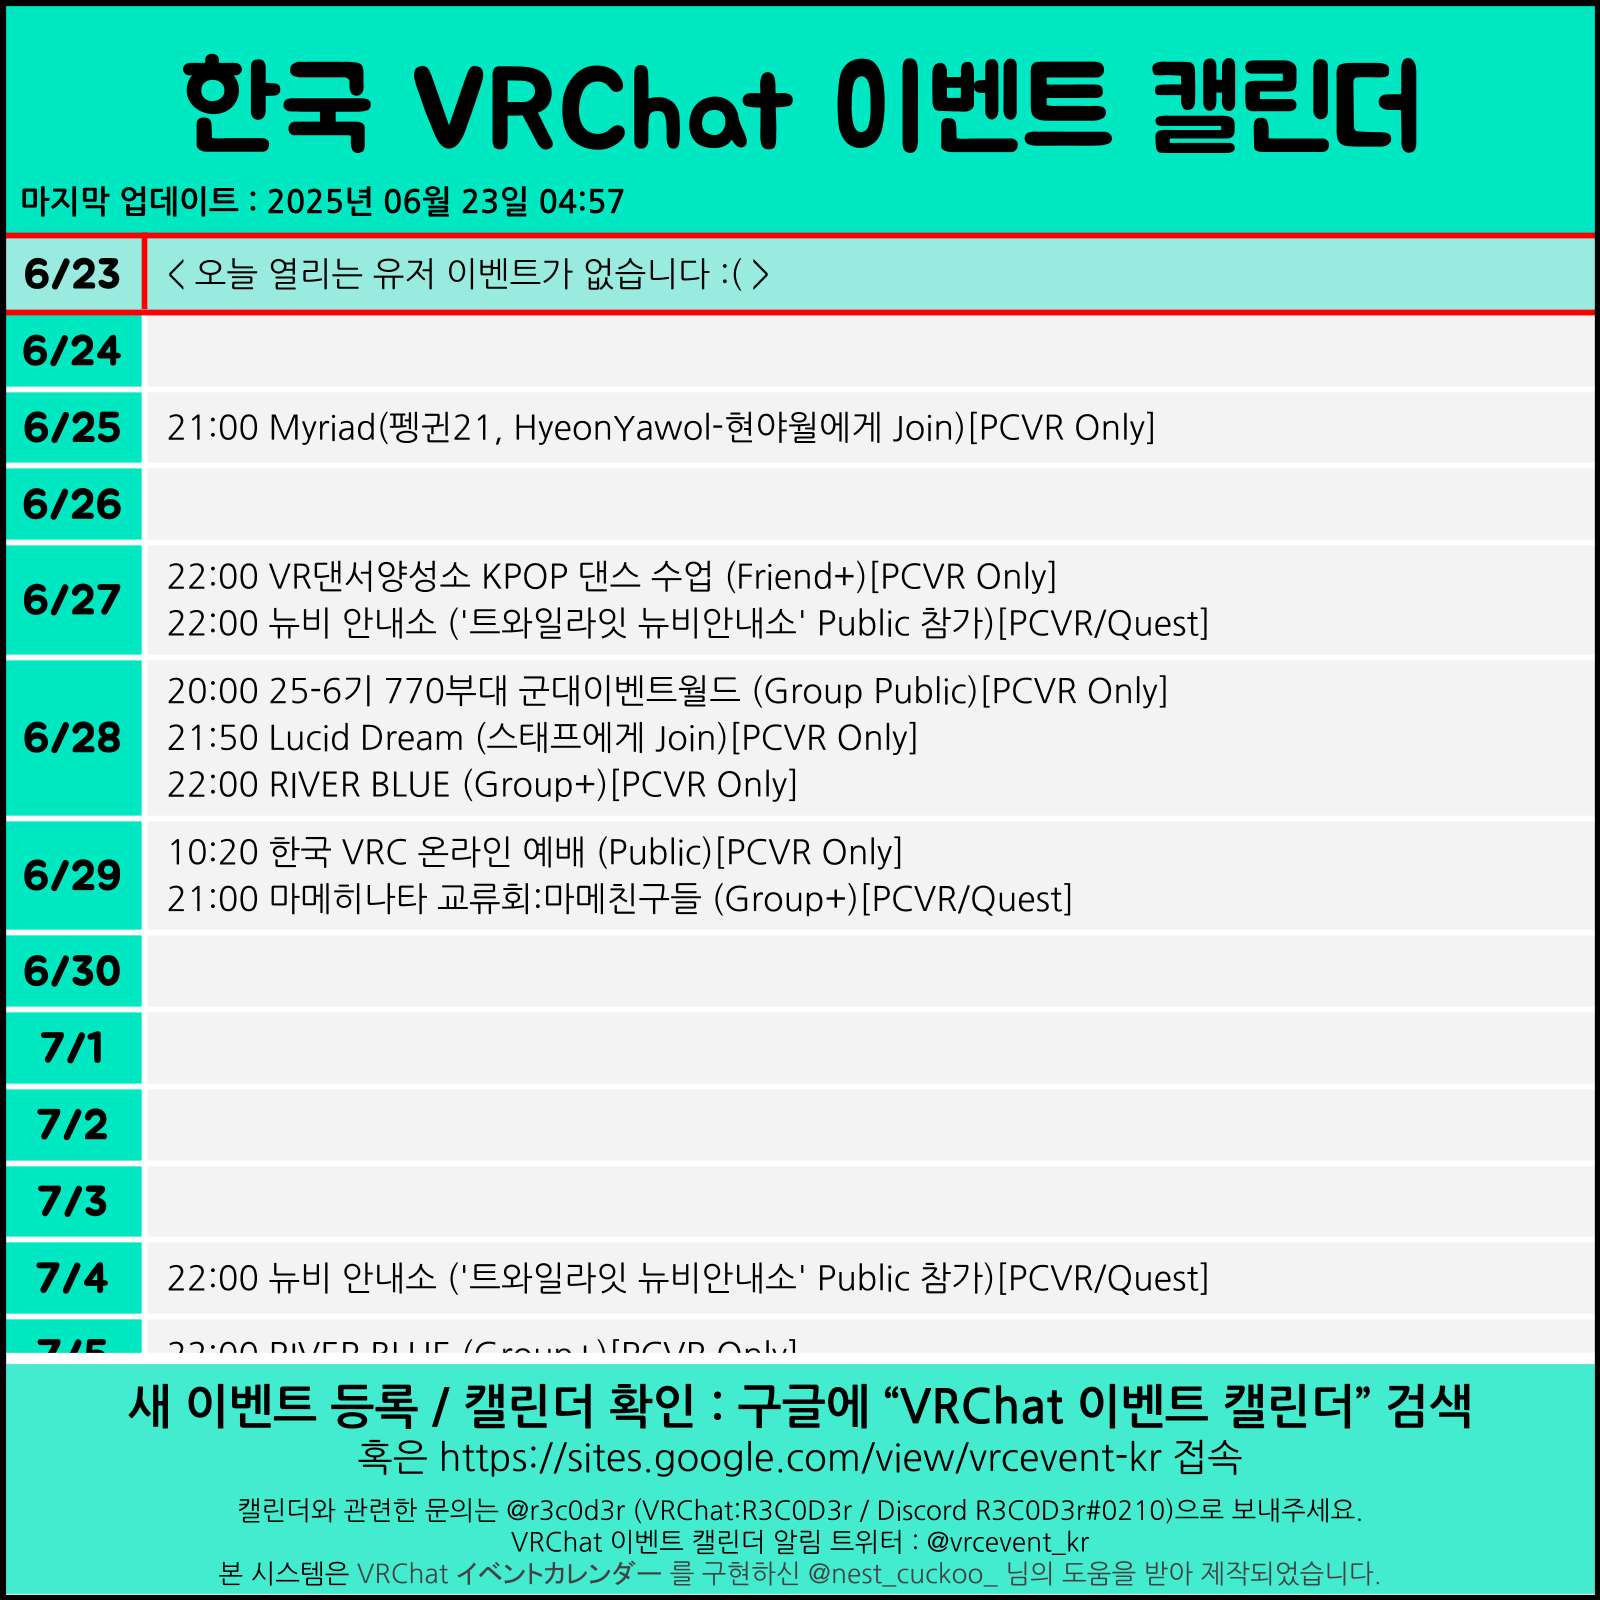 한국 VRChat 이벤트 캘린더
마지막 업데이트 : 2025년 06월 23일 04:57
6/23 < 오늘 열리는 유저 이벤트가 없습니다 :( >
6/24
6/25 21:00 Myriad(펭귄21, HyeonYawol-현야월에게 Join)[PCVR Only]
6/26
6/27
22:00 VR댄서양성소 KPOP 댄스 수업 (Friend+)[PCVR Only]
22:00 뉴비 안내소 ('트와일라잇 뉴비안내소' Public 참가)[PCVR/Quest]
6/28
20:00 25-6기 770부대 군대이벤트월드 (Group Public)[PCVR Only]
21:50 Lucid Dream (스태프에게 Join)[PCVR Only]
22:00 RIVER BLUE (Group+)[PCVR Only]
6/29
10:20 한국 VRC 온라인 예배 (Public)[PCVR Only]
21:00 마메히나타 교류회:마메친구들 (Group+)[PCVR/Quest]
6/30
7/1
7/2
7/3
7/4 22:00 뉴비 안내소 ('트와일라잇 뉴비안내소' Public 참가)[PCVR/Quest]
7/5 22:00 RIVER BLUE (Group+)[PCVR Only]
새 이벤트 등록 / 캘린더 확인 : 구글에 “VRChat 이벤트 캘린더” 검색
혹은 https://sites.google.com/view/vrcevent-kr 접속
캘린더와 관련한 문의는 @r3c0d3r (VRChat:R3C0D3r / Discord R3C0D3r#0210)으로 보내주세요.
VRChat 이벤트 캘린더 알림 트위터 : @vrcevent_kr
본 시스템은 VRChat イベントカレンダー 를 구현하신 @nest_cuckoo_ 님의 도움을 받아 제작되었습니다.